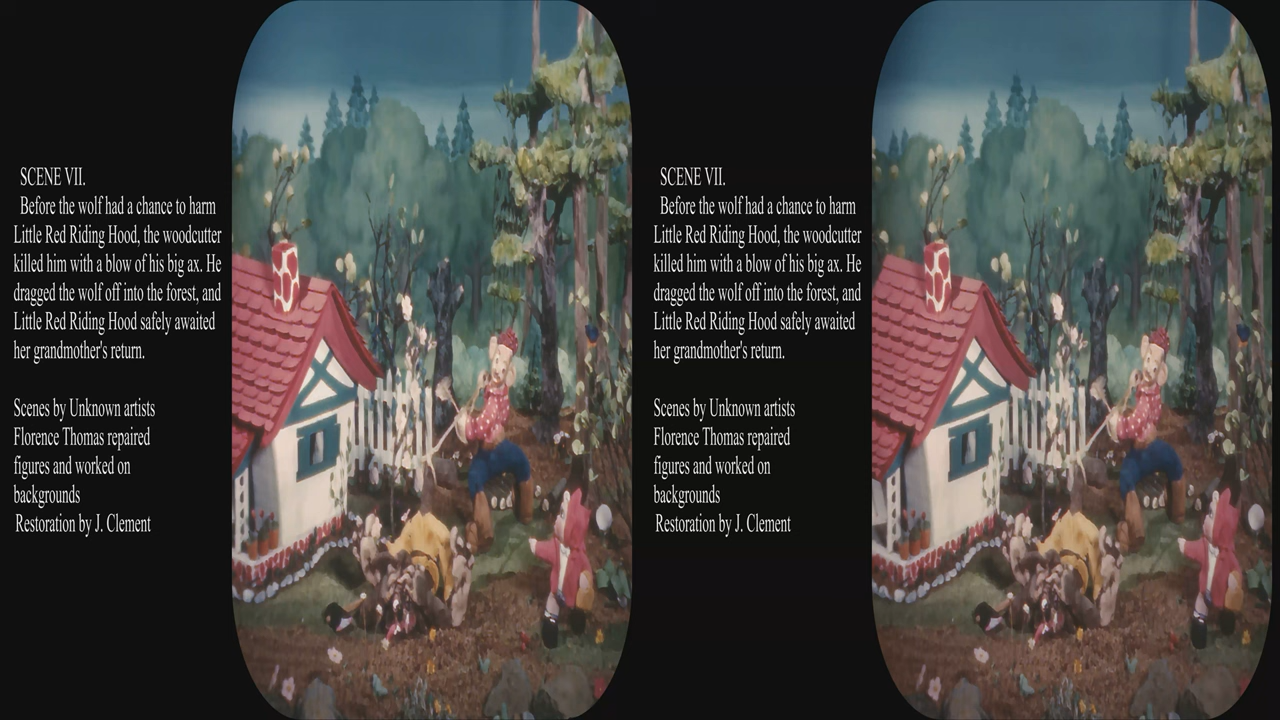 SCENE VII.
Before the wolf had a chance to harm
Little Red Riding Hood, the woodcutter
killed him with a blow of his big ax. He
dragged the wolf off into the forest, and
Little Red Riding Hood safely awaited
her grandmother's return.
Scenes by Unknown artists
Florence Thomas repaired
figures and worked on
backgrounds
Restoration by J. Clement
SCENE VII.
Before the wolf had a chance to harm
Little Red Riding Hood, the woodcutter
killed him with a blow of his big ax. He
dragged the wolf off into the forest, and
Little Red Riding Hood safely awaited
her grandmother's return.
Scenes by Unknown artists
Florence Thomas repaired
figures and worked on
backgrounds
Restoration by J. Clement